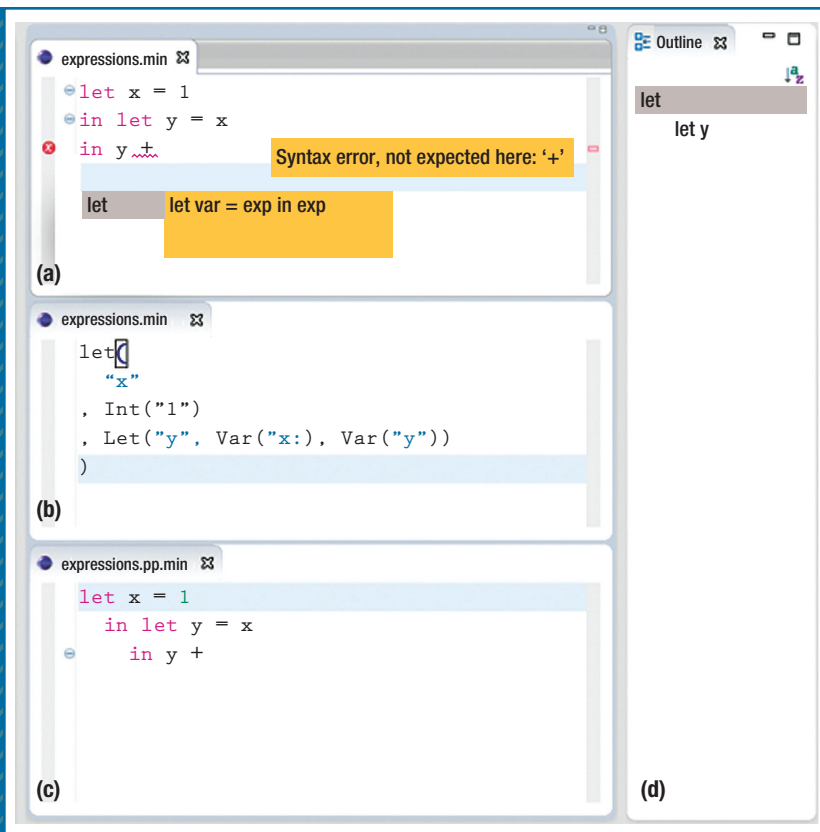 expressions.min
let x = 1
in let y = x
in y +
Syntax error, not expected here: ‘+’
let let var = exp in exp
(a)
expressions.min
let(
“x”
, Int(”1”)
, Let(”y”, Var(”x:), Var(”y”))
)
(b)
expressions.pp.min
let x = 1
in let y = x
in y +
(c)
Outline
a
z
let
let y
(d)